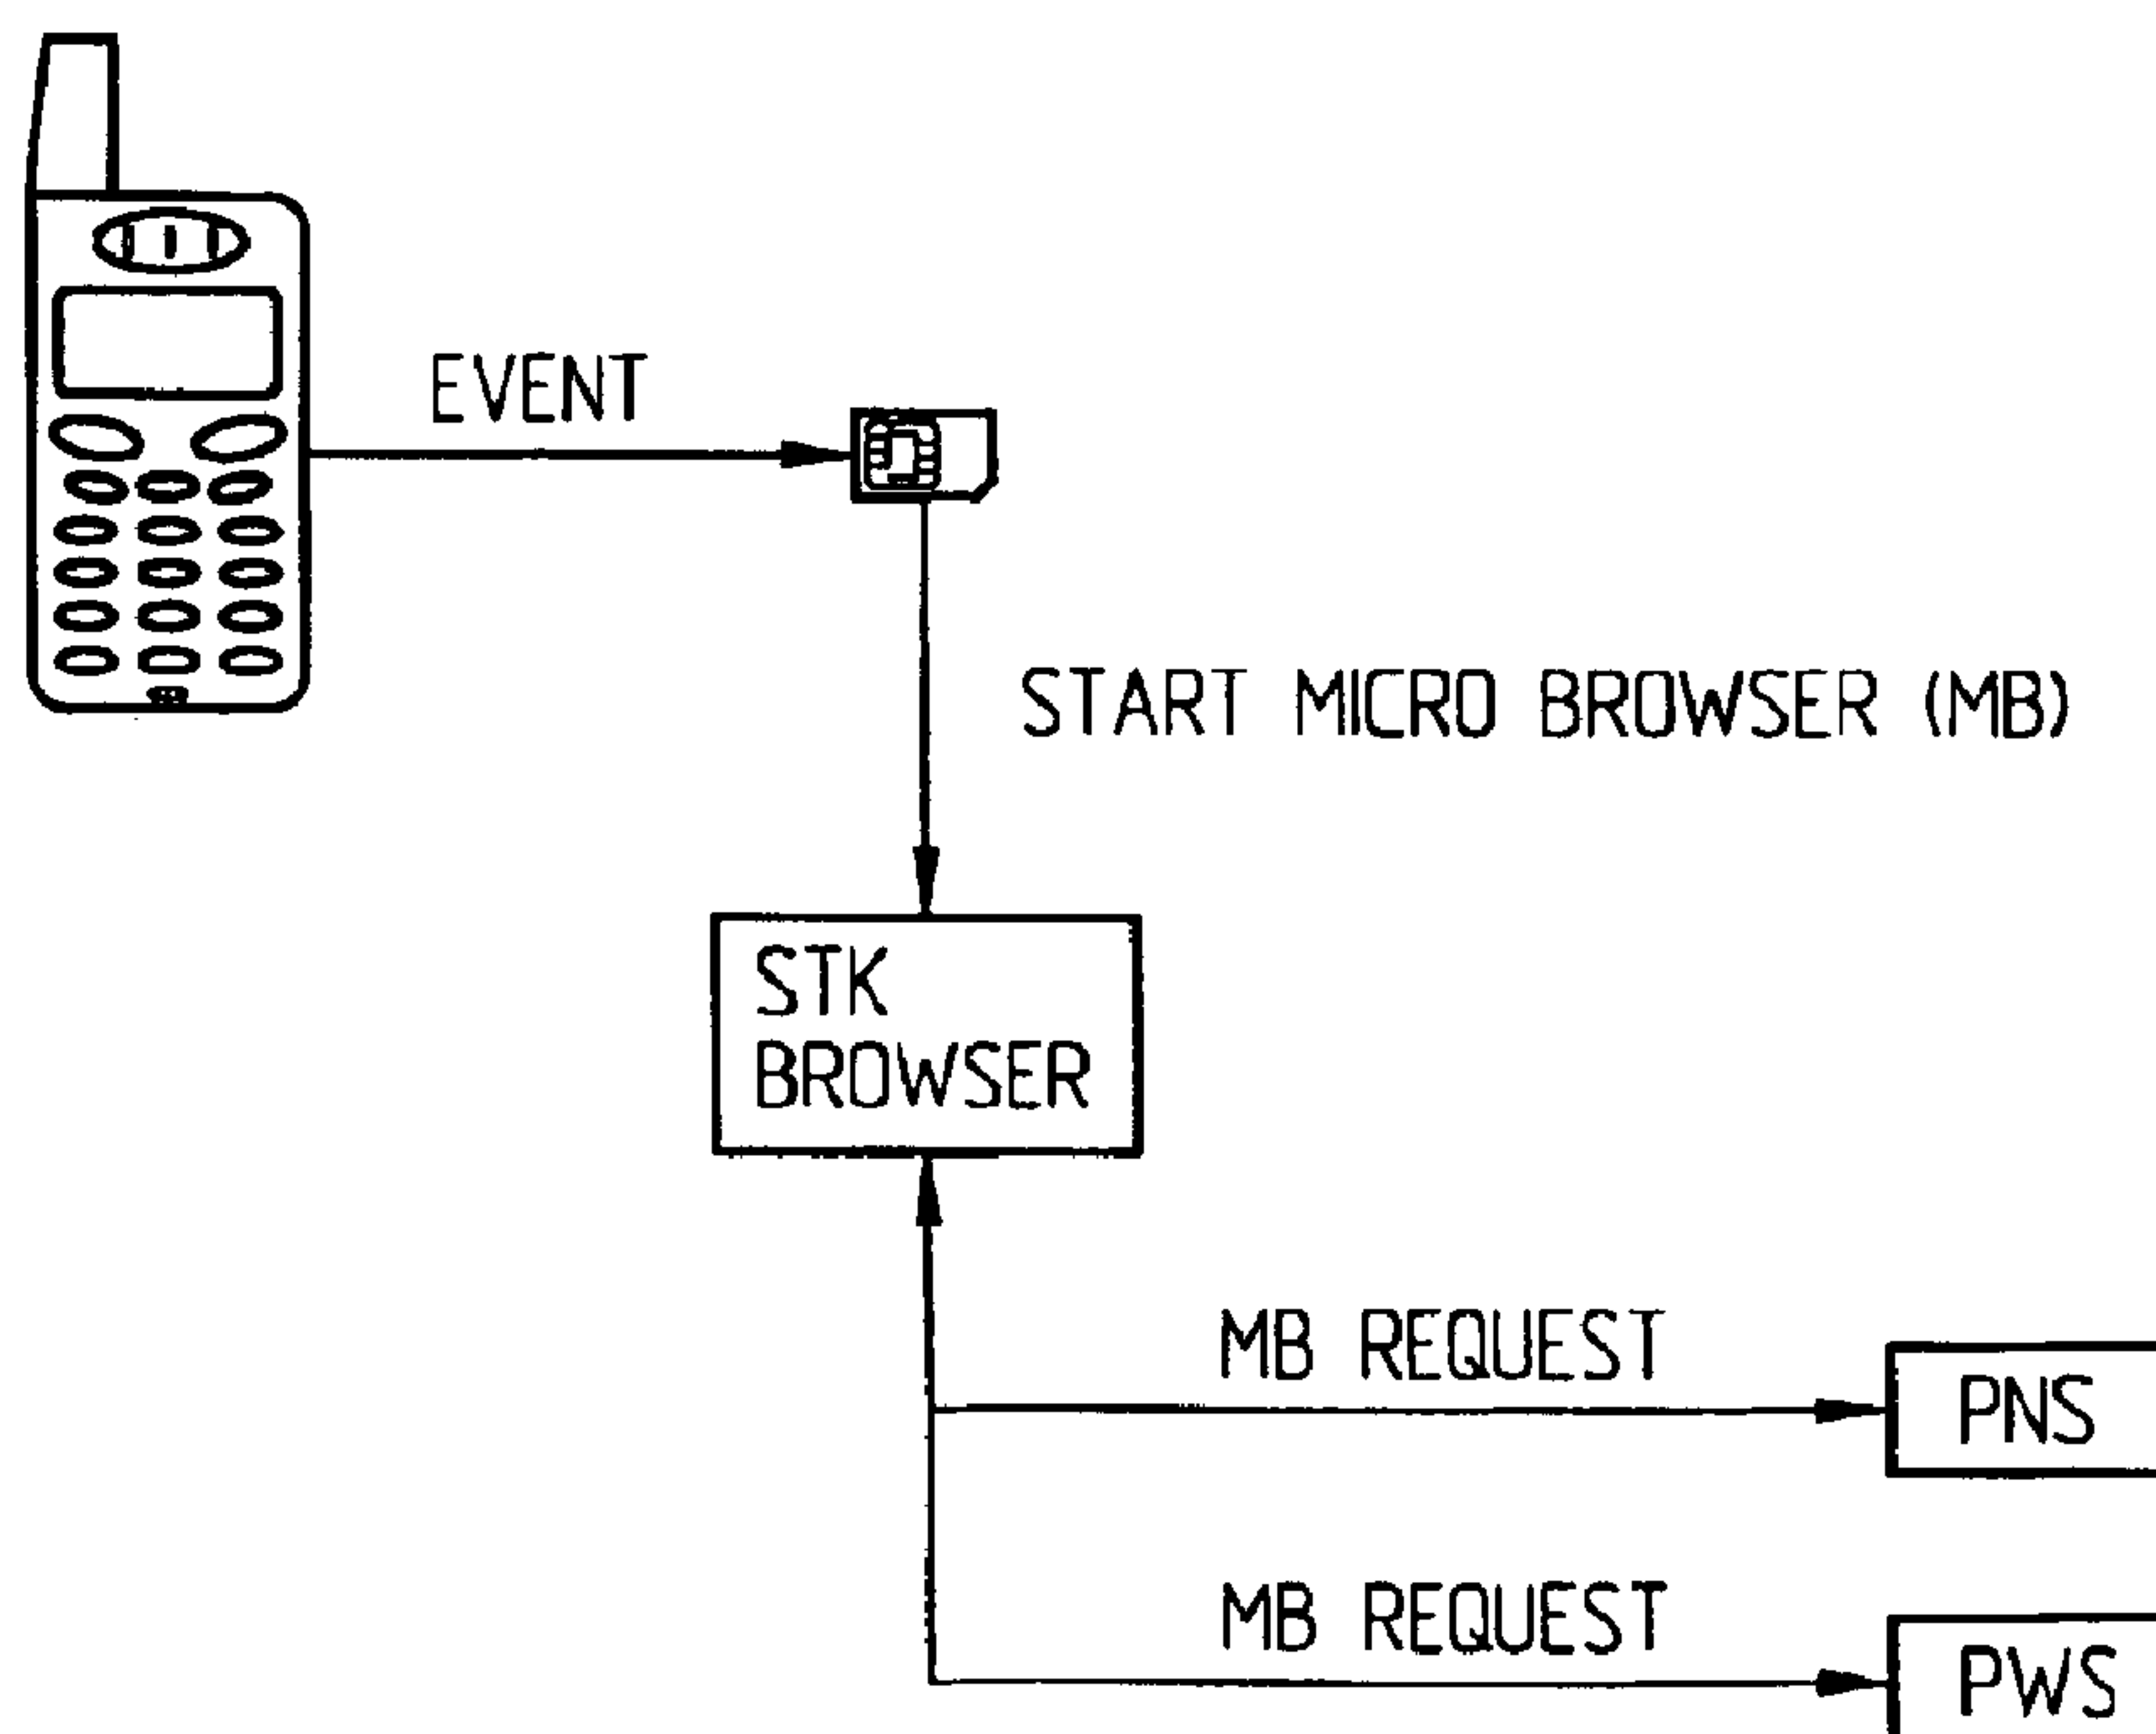 EVENT
START MICRO BROWSER (MB)
STK
BROWSER
MB REQUEST
PNS
MB REQUEST
PWS